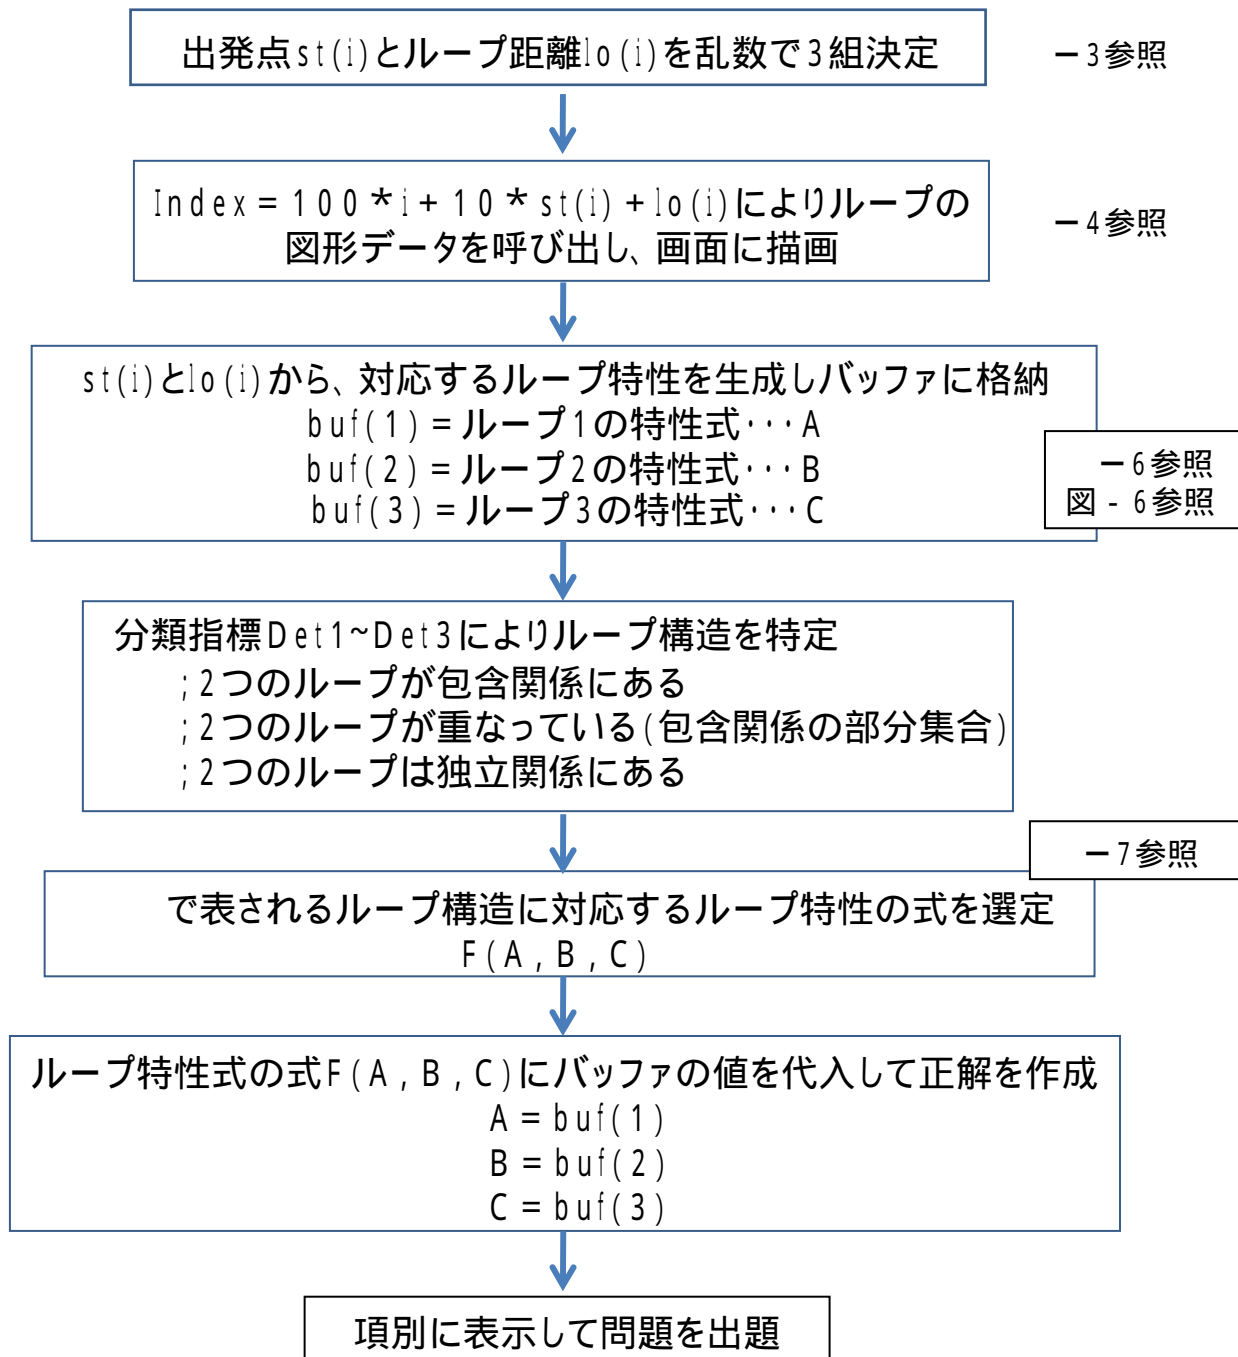 出発点st(i)とループ距離lo(i)を乱数で3組決定
ー3参照
Index=100*i+10*st(i)+lo(i)によりループの
図形データを呼び出し、画面に描画
ー4参照
st(i)とlo(i)から、対応するループ特性を生成しバッファに格納
buf(1)=ループ1の特性式･･･A
buf(2)=ループ2の特性式･･･B
buf(3)=ループ3の特性式･･･C
ー6参照
図-6参照
分類指標Det1~Det3によりループ構造を特定
;2つのループが包含関係にある
;2つのループが重なっている(包含関係の部分集合)
;2つのループは独立関係にある
ー7参照
で表されるループ構造に対応するループ特性の式を選定
F(A,B,C)
ループ特性式の式F(A,B,C)にバッファの値を代入して正解を作成
A=buf(1)
B=buf(2)
C=buf(3)
項別に表示して問題を出題